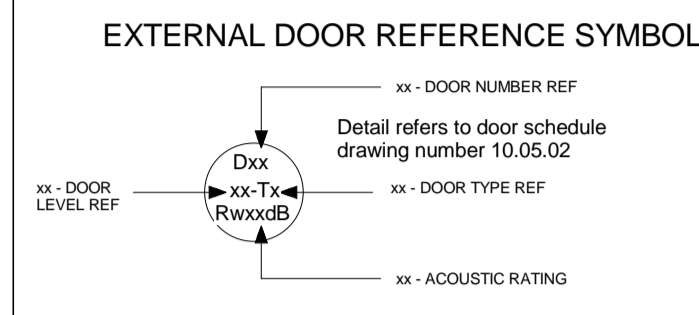 EXTERNAL DOOR REFERENCE SYMBOL
xx - DOOR NUMBER REF
Detail refers to door schedule
drawing number 10.05.02
Dxx
xx-Tx
RwxxdB
xx - DOOR
LEVEL REF
xx - DOOR TYPE REF
xx - ACOUSTIC RATING